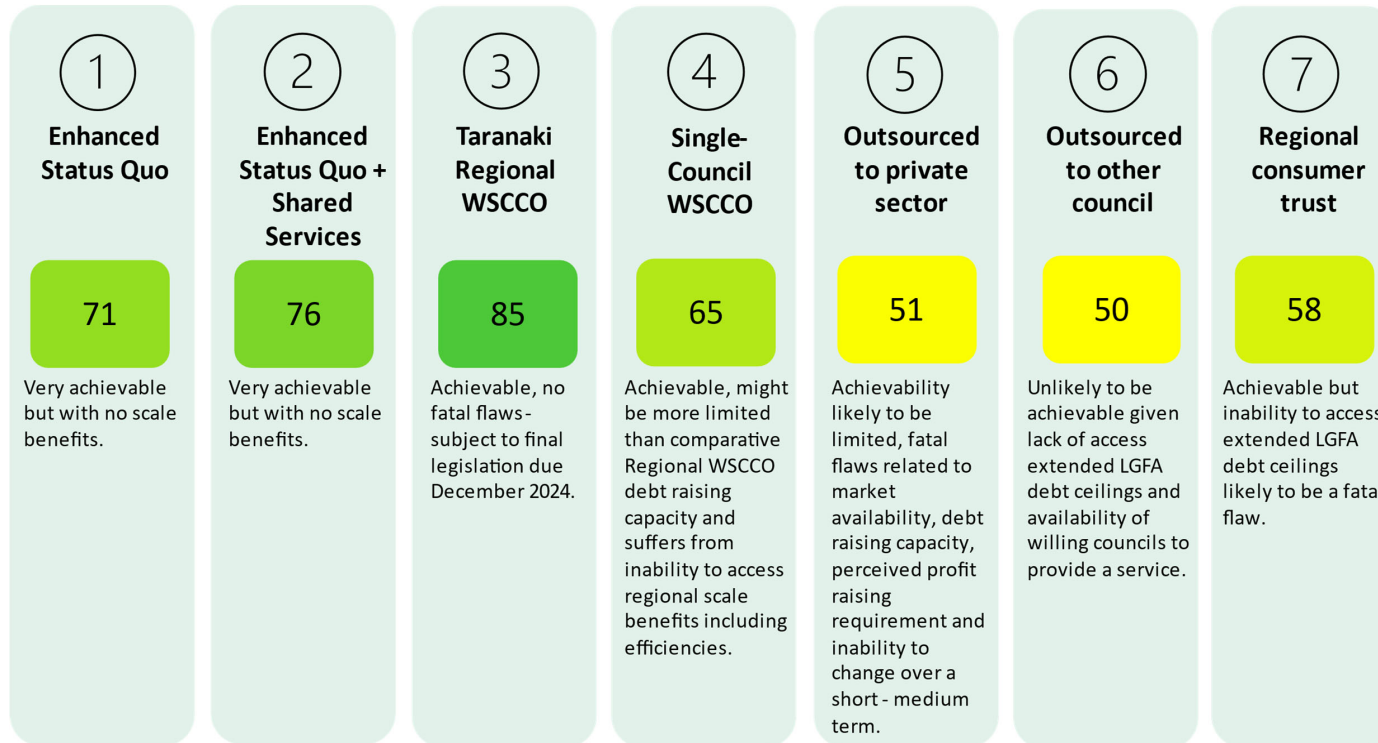 1
Enhanced
Status Quo
71
Very achievable
but with no scale
benefits.
2
Enhanced
Status Quo +
Shared
Services
76
Very achievable
but with no scale
benefits.
3
Taranaki
Regional
WSCCO
85
Achievable, no
fatal flaws-
subject to final
legislation due
December 2024.
4
Single-
Council
WSCCO
65
Achievable, might
be more limited
than comparative
Regional WSCCO
debt raising
capacity and
suffers from
inability to access
regional scale
benefits including
efficiencies.
5
Outsourced
to private
sector
51
Achievability
likely to be
limited, fatal
flaws related to
market
availability, debt
raising capacity,
perceived profit
raising
requirement and
inability to
change over a
short - medium
term.
6
Outsourced
to other
council
50
Unlikely to be
achievable given
lack of access
extended LGFA
debt ceilings and
availability of
willing councils to
provide a service.
7
Regional
consumer
trust
58
Achievable but
inability to access
extended LGFA
debt ceilings
likely to be a fata
flaw.